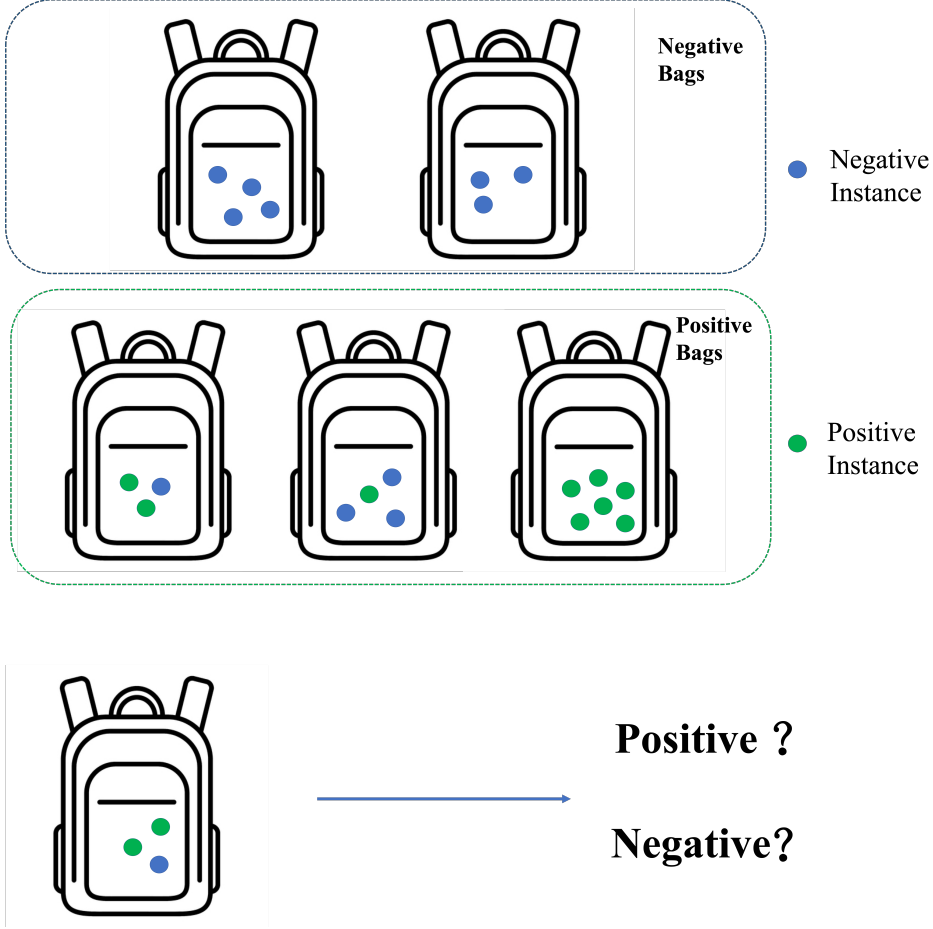 Negative
Bags
Negative
Instance
Positive
Bags
Positive
Instance
Positive ？
Negative？